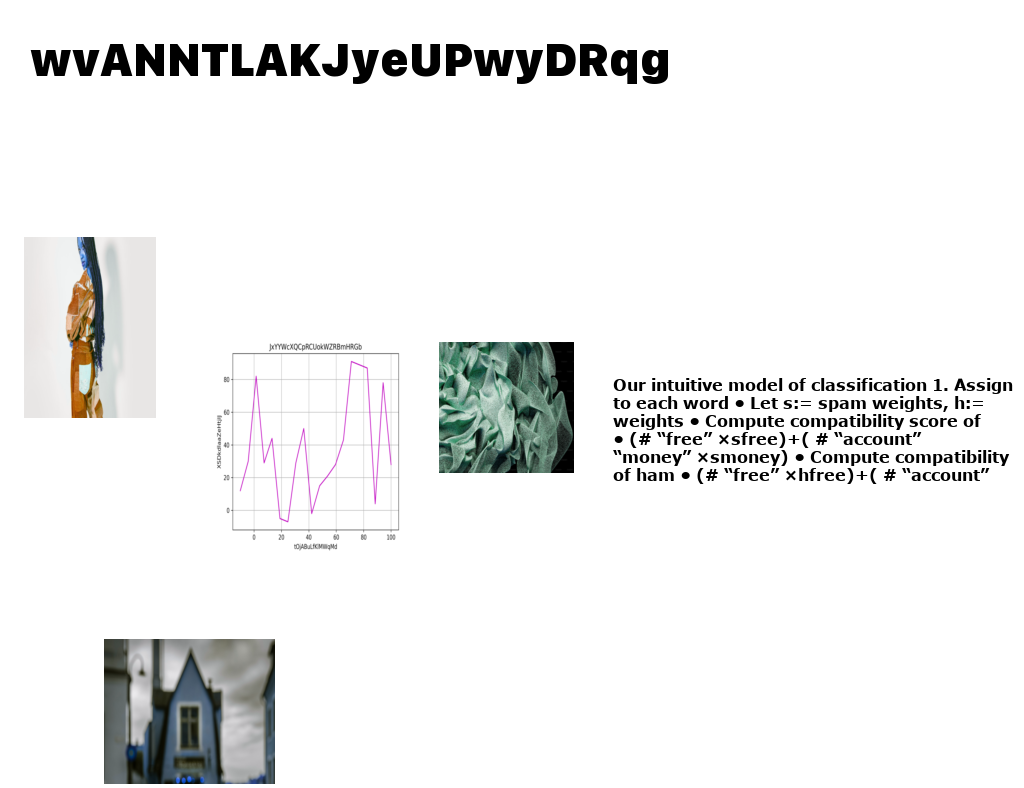 wvANNTLAKJyeUPwyDRqg
JxYYWcXQCpRCUokWZRBmHRGb
80
60
40
20
0
0 20 40 60 80 100
Our intuitive model of classification 1. Assign
to each word • Let s:= spam weights, h:=
weights • Compute compatibility score of
• (# “free” ×sfree)+( # “account”
“money” ×smoney) • Compute compatibility
of ham • (# “free” ×hfree)+( # “account”